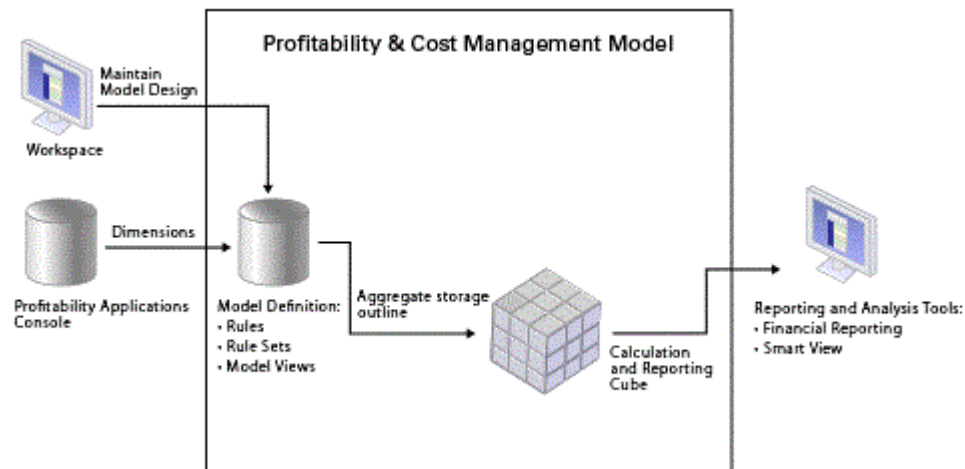 Profitability & Cost Management Model
Maintain
Model Design
Workspace
Dimensions
Profitability Applications
Console
Model Definition:
• Rules
• Rule Sets
• Model Views
Aggregate storage
outline
Calculation
and Reporting
Cube
Reporting and Analysis Tools:
• Financial Reporting
• Smart View